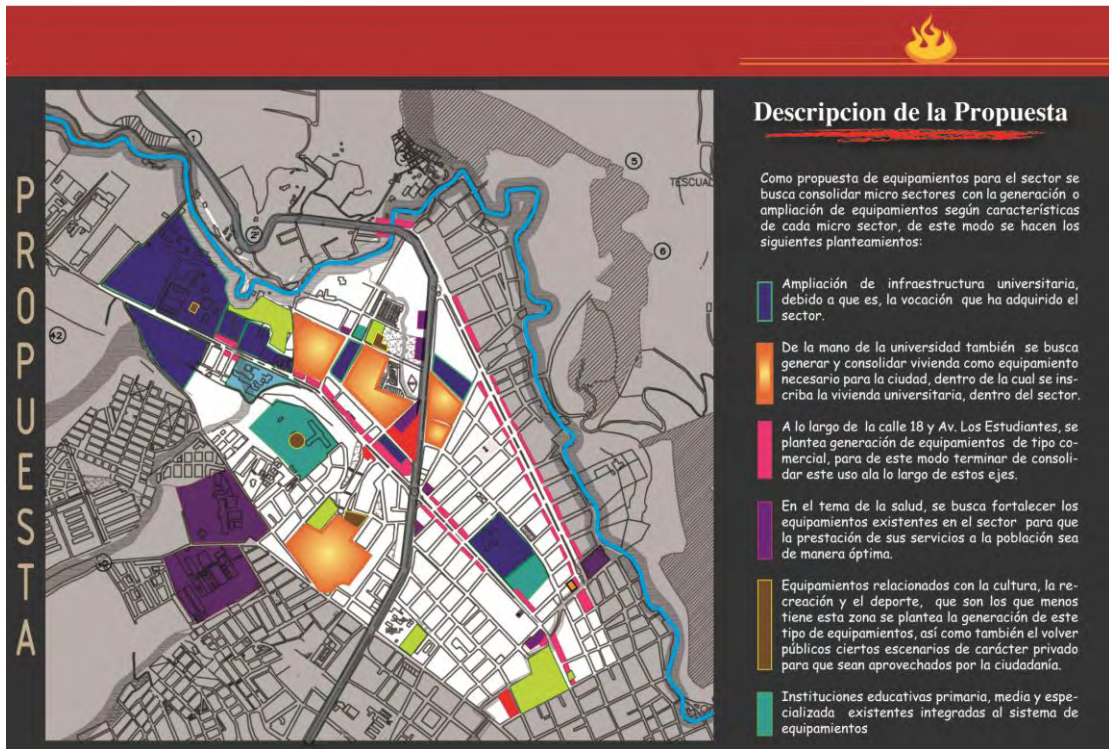 PROPUESTA
1
2
3
5
TESCUAL
6
42
Descripcion de la Propuesta
Como propuesta de equipamientos para el sector se
busca consolidar micro sectores con la generación o
ampliación de equipamientos según características
de cada micro sector, de este modo se hacen los
siguientes planteamientos:
Ampliación de infraestructura universitaria,
debido a que es, la vocación que ha adquirido el
sector.
De la mano de la universidad también se busca
generar y consolidar vivienda como equipamiento
necesario para la ciudad, dentro de la cual se ins-
criba la vivienda universitaria, dentro del sector.
A lo largo de la calle 18 y Av. Los Estudiantes, se
plantea generación de equipamientos de tipo co-
mercial, para de este modo terminar de consoli-
dar este uso ala lo largo de estos ejes.
En el tema de la salud, se busca fortalecer los
equipamientos existentes en el sector para que
la prestación de sus servicios a la población sea
de manera óptima.
Equipamientos relacionados con la cultura, la re-
creación y el deporte, que son los que menos
tiene esta zona se plantea la generación de este
tipo de equipamientos, así como también el volver
públicos ciertos escenarios de carácter privado
para que sean aprovechados por la ciudadanía.
Instituciones educativas primaria, media y espe-
cializada existentes integradas al sistema de
equipamientos